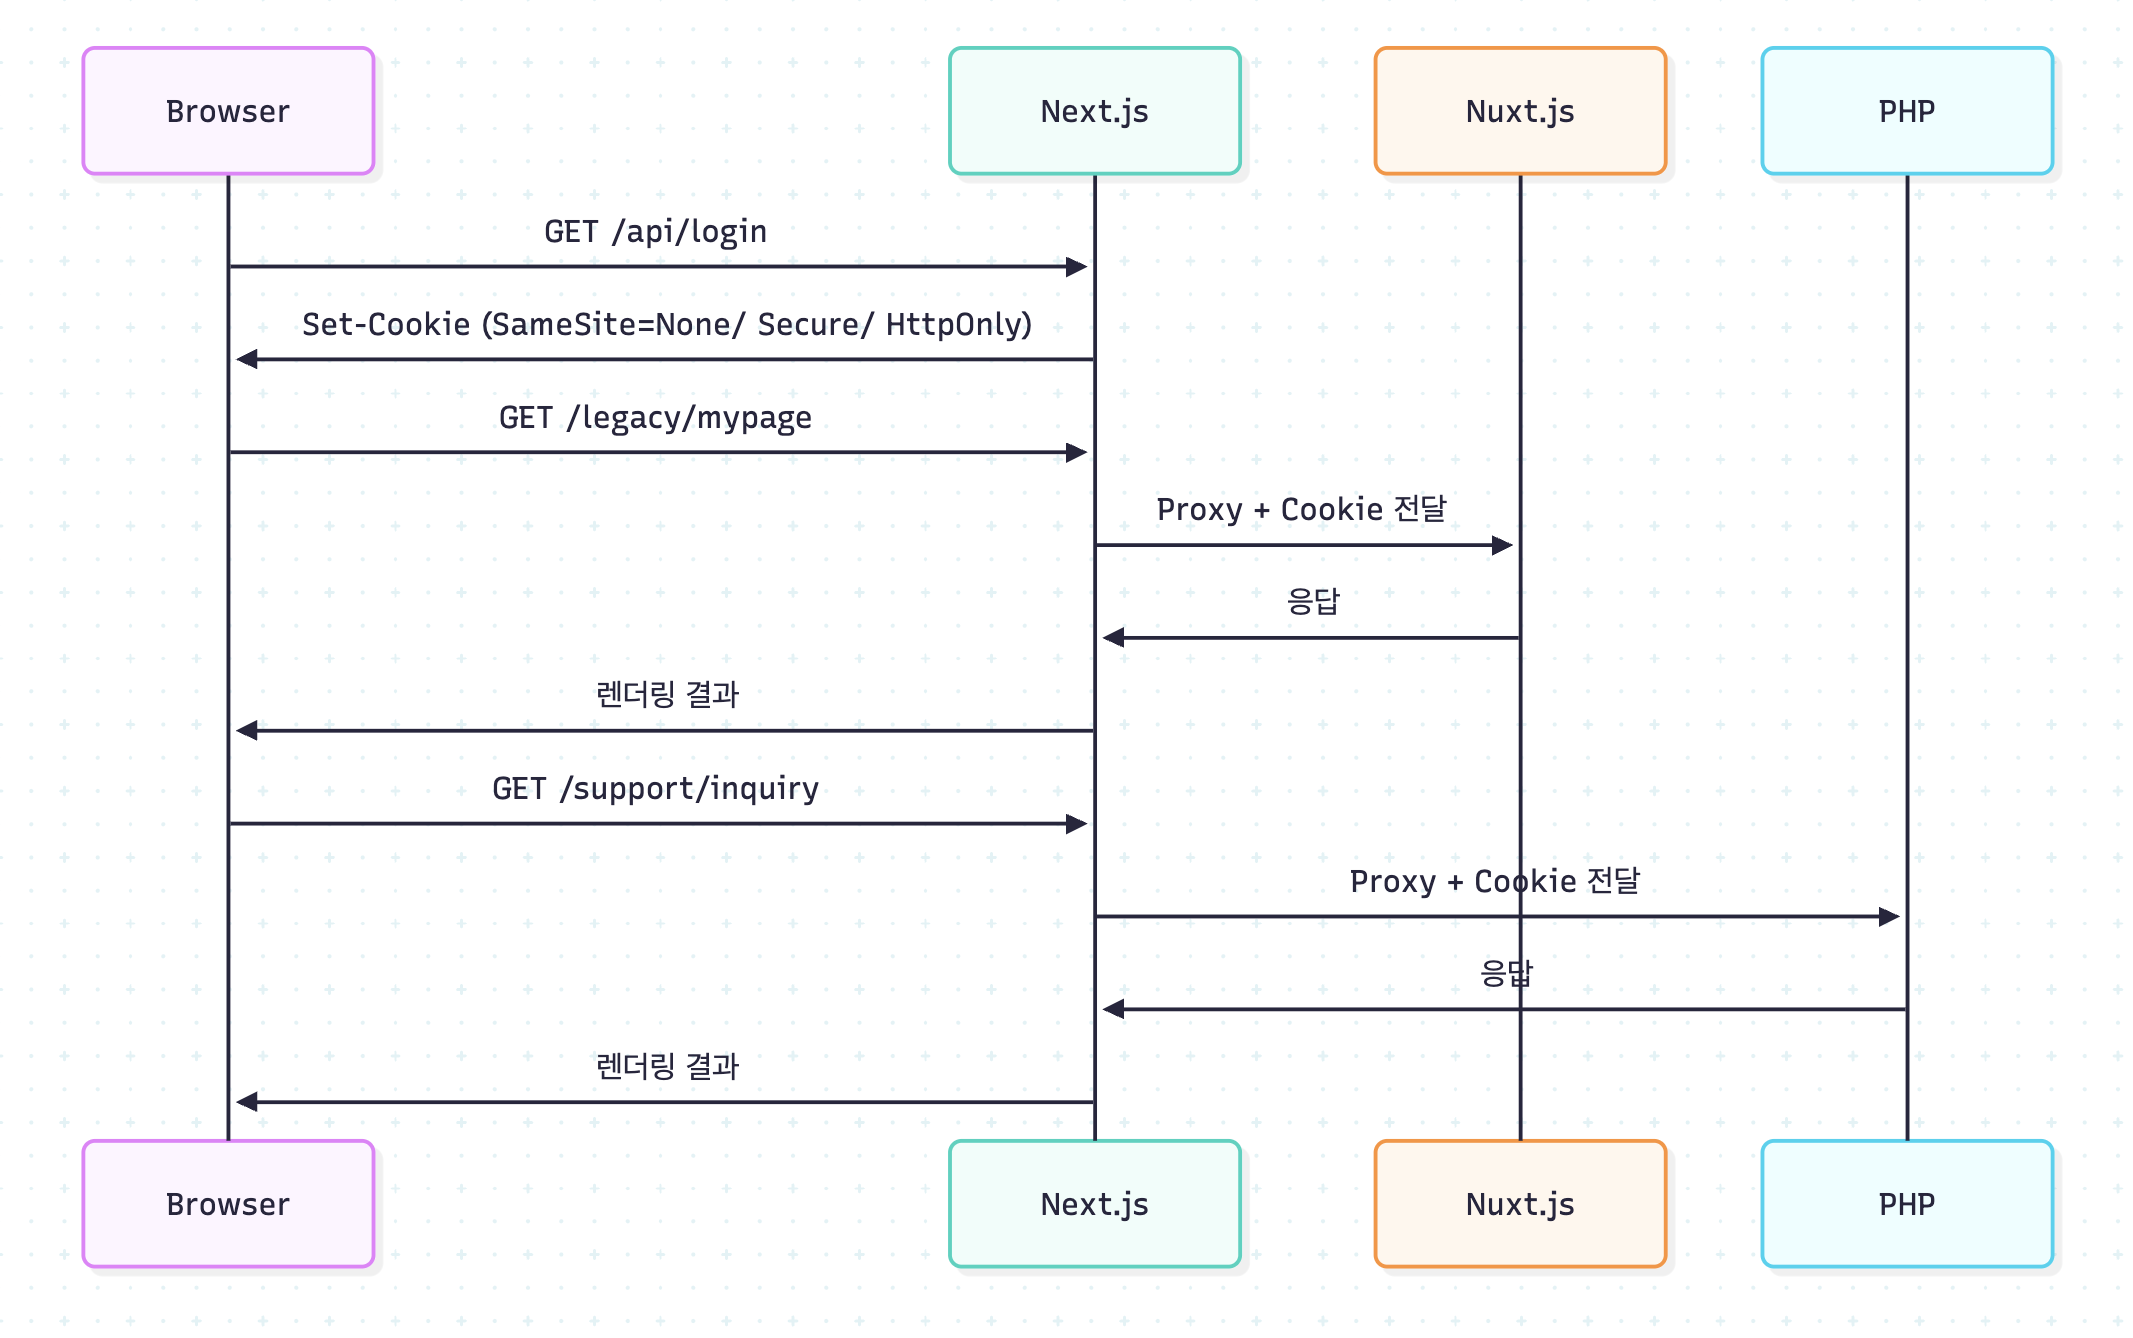 Browser
Next.js
Nuxt.js
PHP
GET /api/login
Set-Cookie (SameSite=None/ Secure/ HttpOnly)
GET /legacy/mypage
Proxy + Cookie 전달
응답
렌더링 결과
GET /support/inquiry
Proxy + Cookie 전달
응답
렌더링 결과
Browser
Next.js
Nuxt.js
PHP